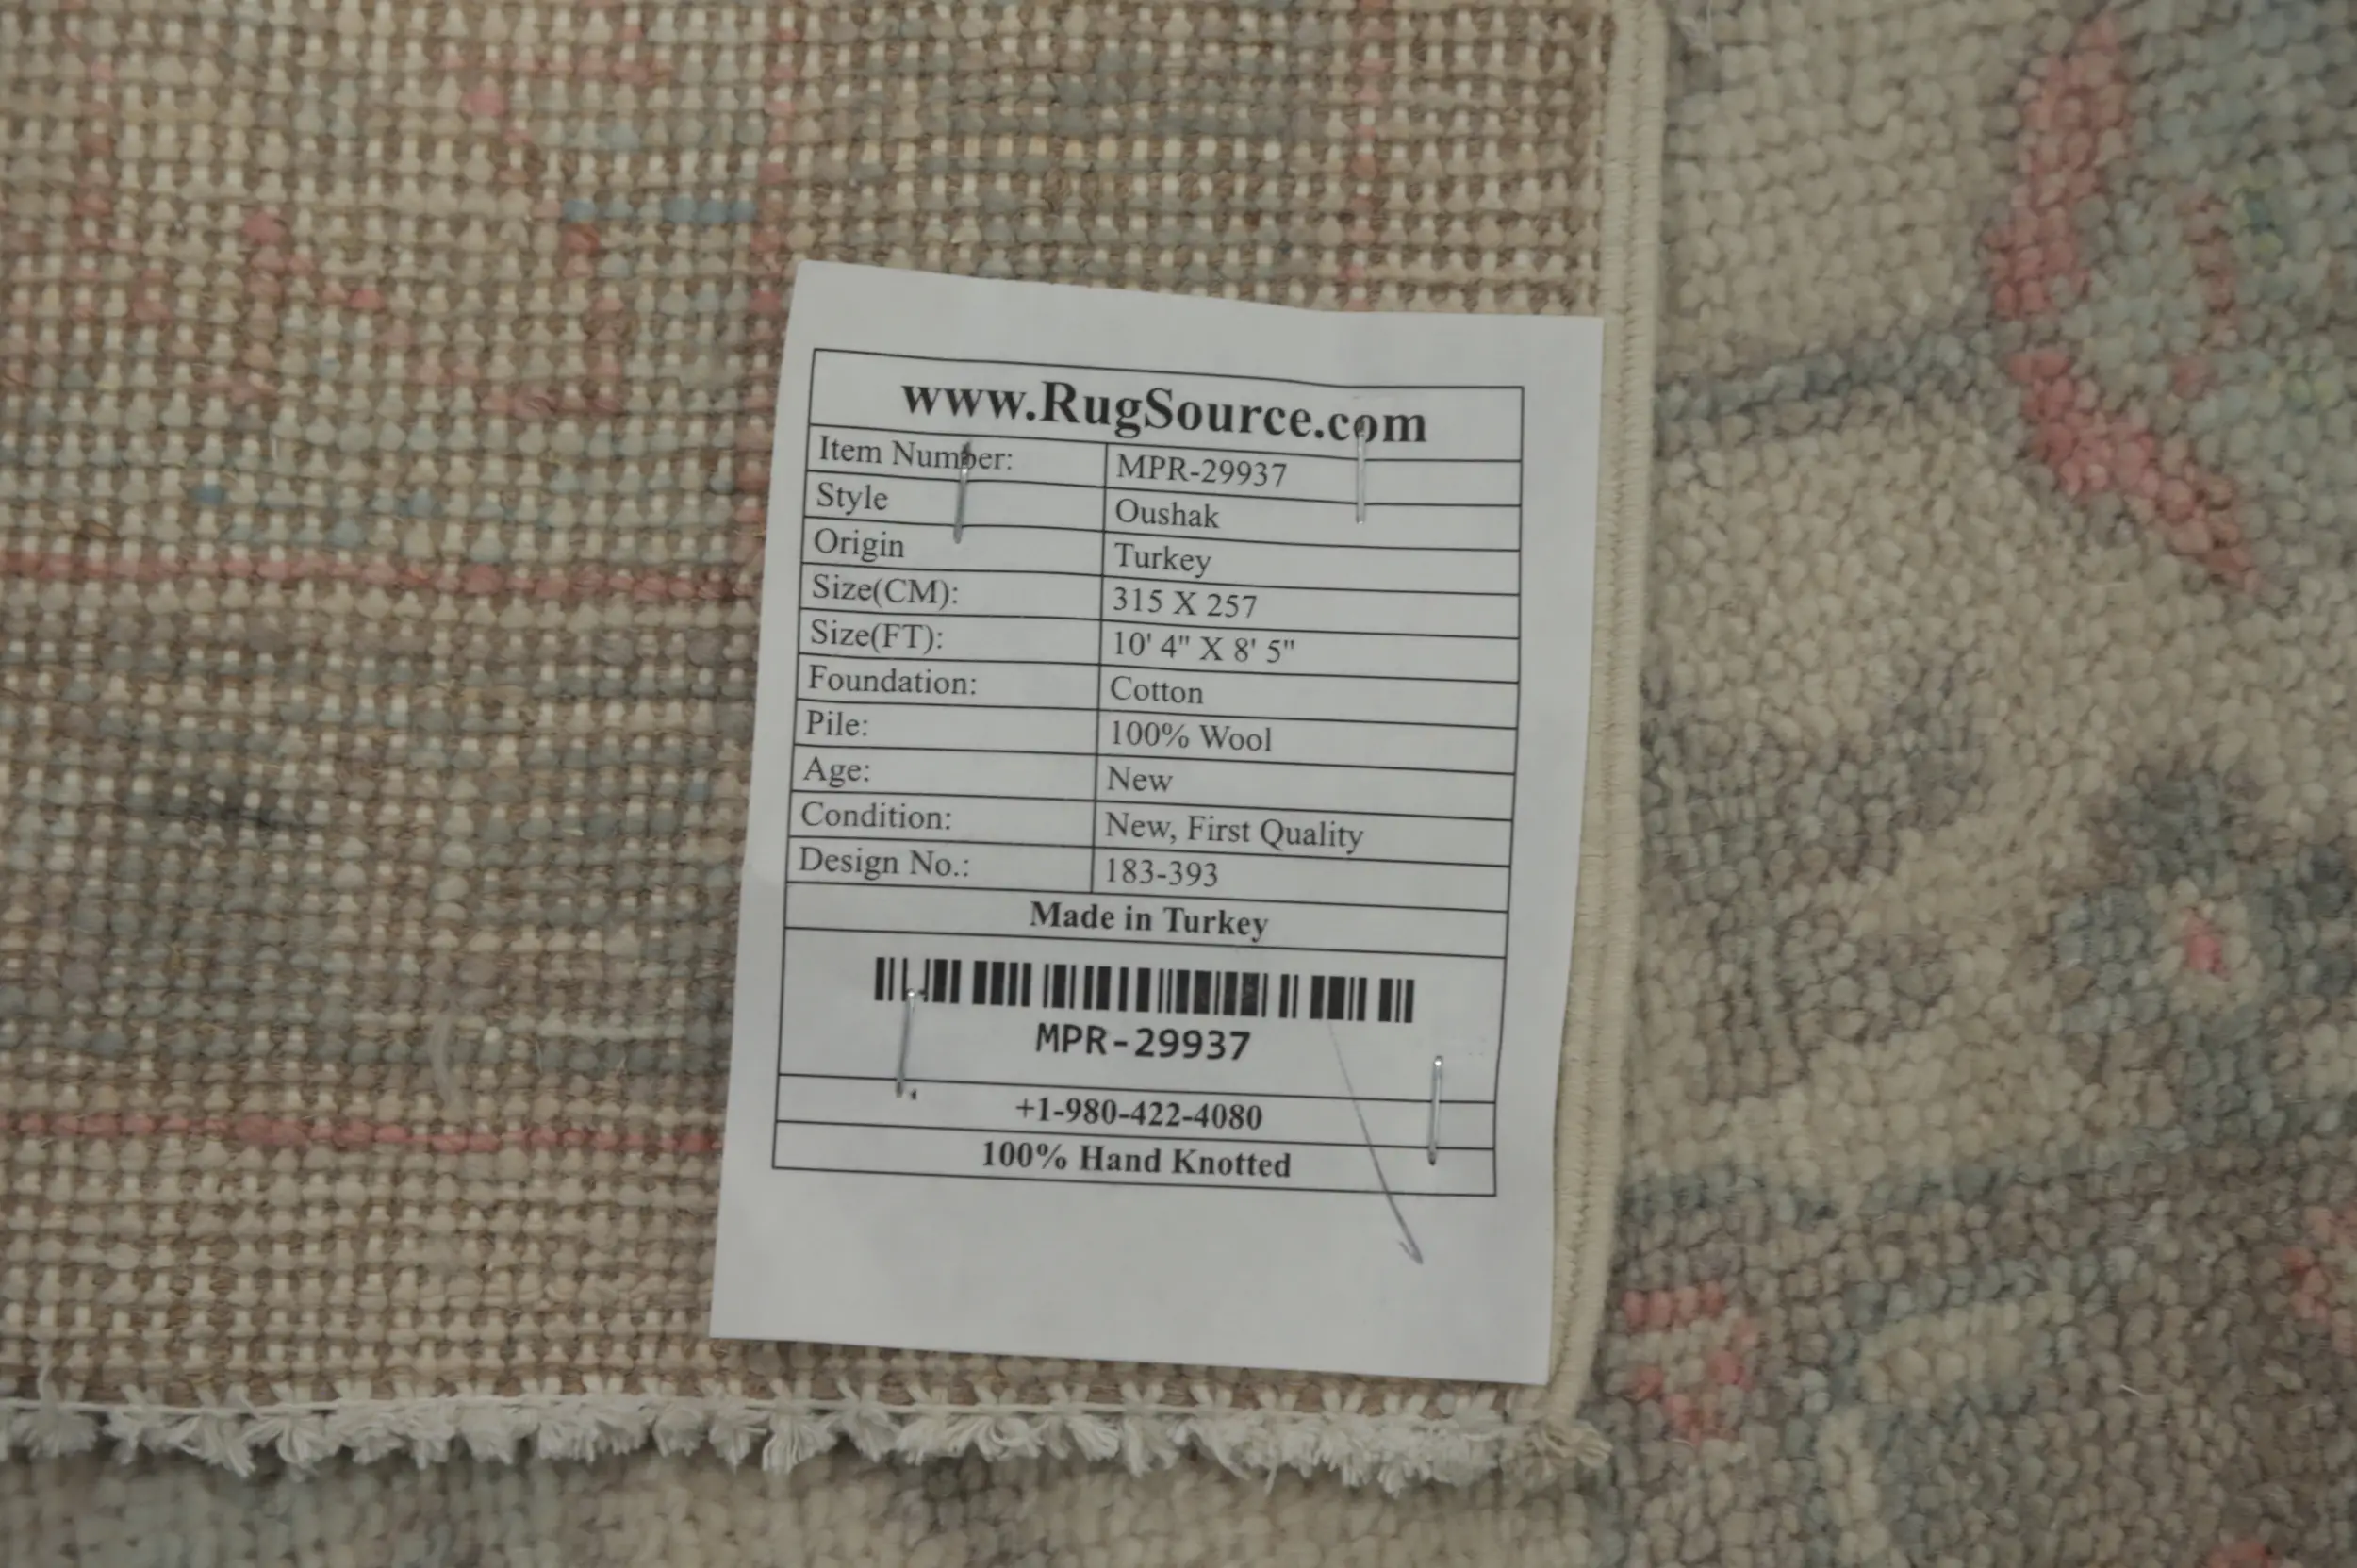 www.RugSource.com
Item Number: MPR-29937
Style Oushak
Origin Turkey
Size(CM): 315 X 257
Size(FT): 10' 4" X 8' 5"
Foundation: Cotton
Pile: 100% Wool
Age: New
Condition: New, First Quality
Design No.: 183-393
Made in Turkey
MPR-29937
+1-980-422-4080
100% Hand Knotted